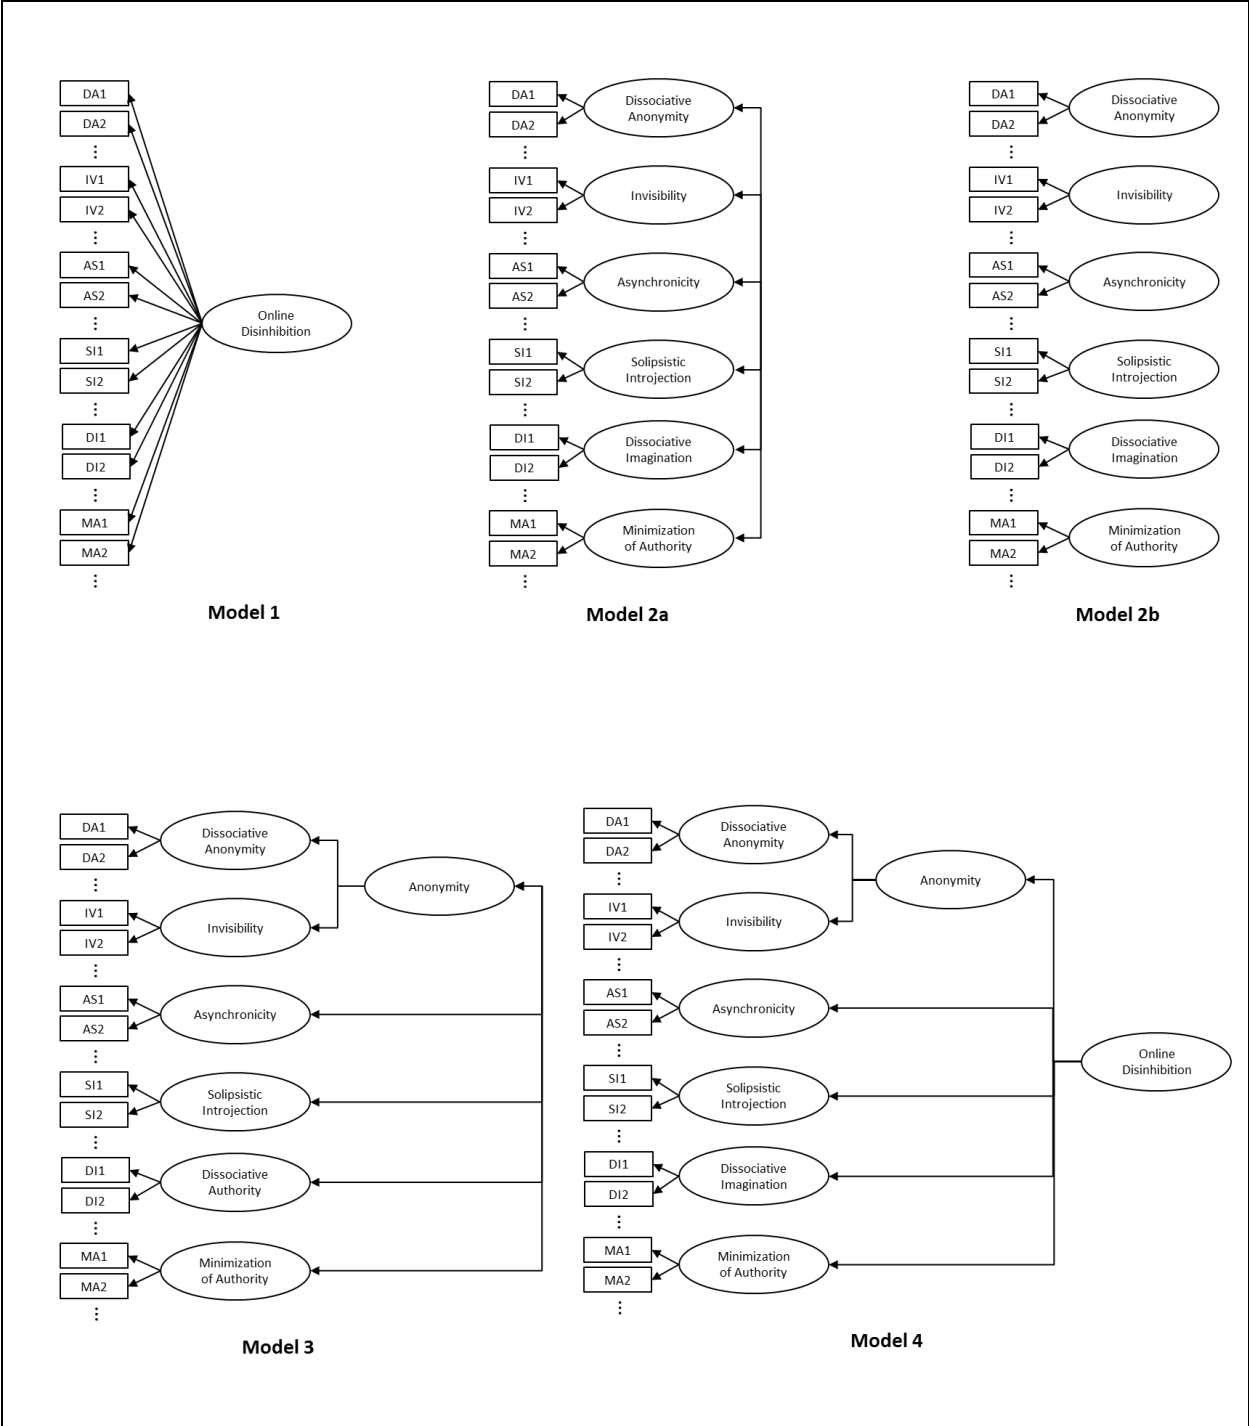 DA1
DA2
⋮
IV1
IV2
⋮
AS1
AS2
⋮
SI1
SI2
⋮
DI1
DI2
⋮
MA1
MA2
⋮
Online
Disinhibition
Model 1
DA1
DA2
⋮
IV1
IV2
⋮
AS1
AS2
⋮
SI1
SI2
⋮
DI1
DI2
⋮
MA1
MA2
⋮
Dissociative
Anonymity
Invisibility
Asynchronicity
Solipsistic
Introjection
Dissociative
Imagination
Minimization
of Authority
Model 2a
DA1
DA2
⋮
IV1
IV2
⋮
AS1
AS2
⋮
SI1
SI2
⋮
DI1
DI2
⋮
MA1
MA2
⋮
Dissociative
Anonymity
Invisibility
Asynchronicity
Solipsistic
Introjection
Dissociative
Imagination
Minimization
of Authority
Model 2b
DA1
DA2
⋮
IV1
IV2
⋮
AS1
AS2
⋮
SI1
SI2
⋮
DI1
DI2
⋮
MA1
MA2
⋮
Dissociative
Anonymity
Invisibility
Asynchronicity
Solipsistic
Introjection
Dissociative
Authority
Minimization
of Authority
Anonymity
Model 3
DA1
DA2
⋮
IV1
IV2
⋮
AS1
AS2
⋮
SI1
SI2
⋮
DI1
DI2
⋮
MA1
MA2
⋮
Dissociative
Anonymity
Invisibility
Asynchronicity
Solipsistic
Introjection
Dissociative
Imagination
Minimization
of Authority
Anonymity
Online
Disinhibition
Model 4